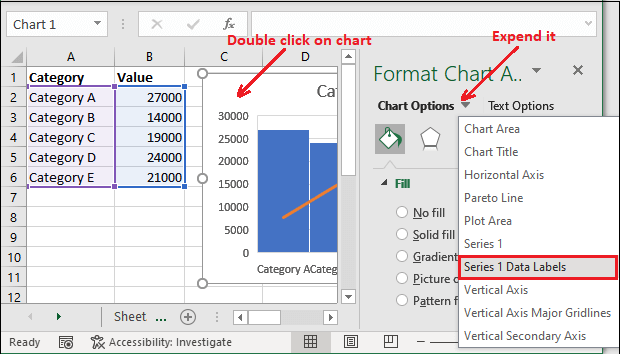 Chart 1
fx
Double click on chart
Expend it
A B C D
1 Category Value
2 Category A 27000
3 Category B 14000
4 Category C 19000
5 Category D 24000
6 Category E 21000
7
8
9
10
11
12
Cat
30000
25000
20000
15000
10000
5000
0
Category A Categ
Format Chart A..
Chart Options Text Options
Fill
No fill
Solid fill
Gradient
Picture o
Pattern f
Chart Area
Chart Title
Horizontal Axis
Pareto Line
Plot Area
Series 1
Series 1 Data Labels
Vertical Axis
Vertical Axis Major Gridlines
Vertical Secondary Axis
Sheet ...
Ready Accessibility: Investigate